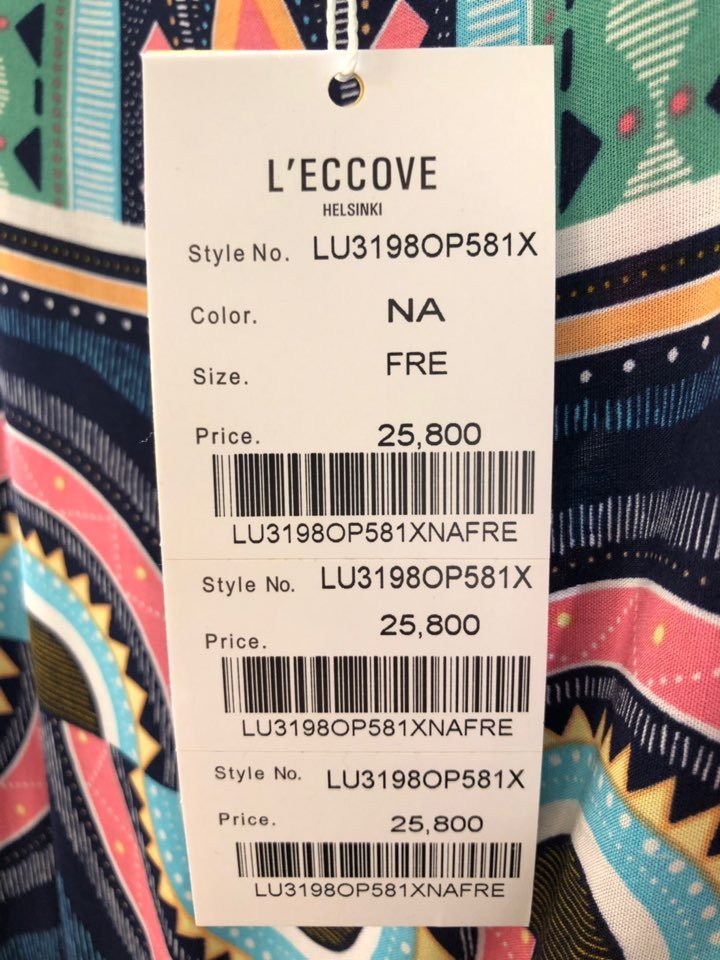 L'ECCOVE
HELSINKI
Style No. LU3198OP581X
Color. NA
Size. FRE
Price. 25,800
LU3198OP581XNAFRE
Style No. LU3198OP581X
Price. 25,800
LU3198OP581XNAFRE
Style No. LU3198OP581X
Price. 25,800
LU3198OP581XNAFRE